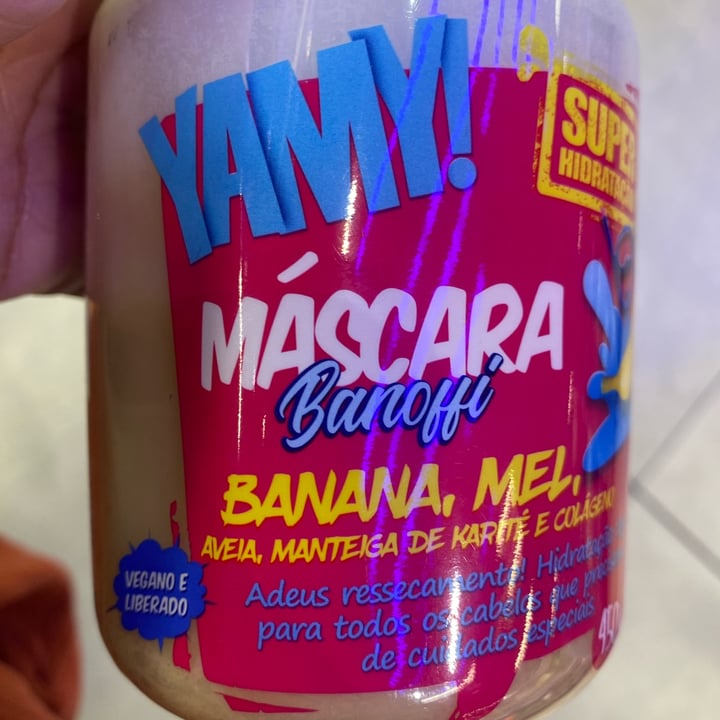 YAMY!
SUPER
MÁSCARA
Banoffi
BANANA, MEL,
AVEIA, MANTEIGA DE KARITÉ E COLÁGENO
VEGANO E
LIBERADO
Adeus ressecamento! Hidratação
para todos os cabelos que
de cuidados especiais.